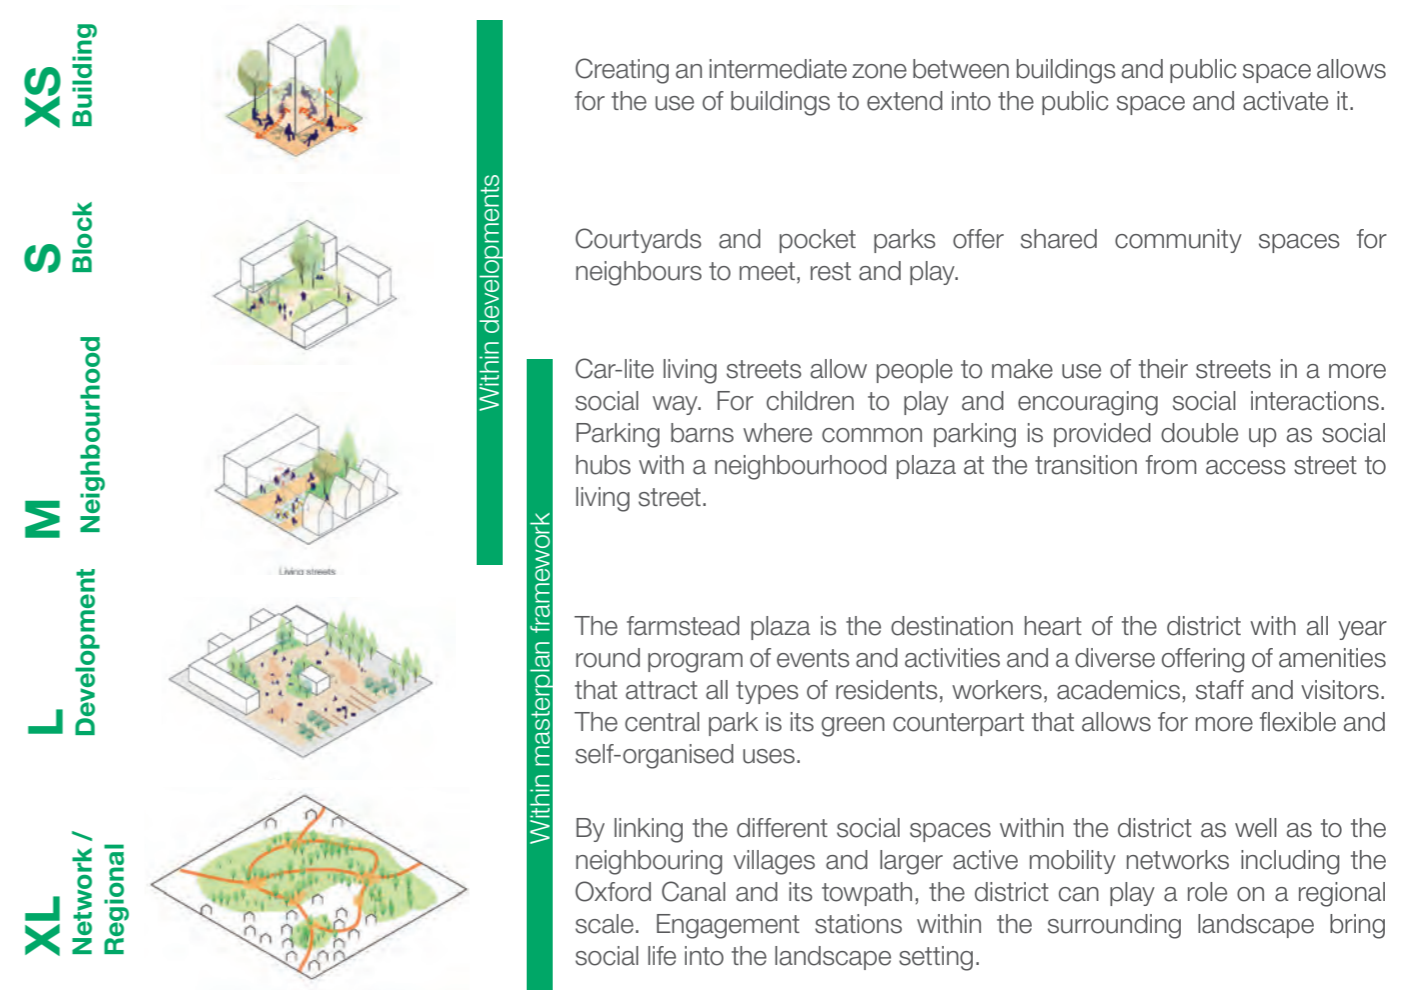 XS
Building
Creating an intermediate zone between buildings and public space allows
for the use of buildings to extend into the public space and activate it.
S
Block
Courtyards and pocket parks offer shared community spaces for
neighbours to meet, rest and play.
Within developments
M
Neighbourhood
Living streets
Car-lite living streets allow people to make use of their streets in a more
social way. For children to play and encouraging social interactions.
Parking barns where common parking is provided double up as social
hubs with a neighbourhood plaza at the transition from access street to
living street.
Within masterplan framework
L
Development
The farmstead plaza is the destination heart of the district with all year
round program of events and activities and a diverse offering of amenities
that attract all types of residents, workers, academics, staff and visitors.
The central park is its green counterpart that allows for more flexible and
self-organised uses.
XL
Network /
Regional
By linking the different social spaces within the district as well as to the
neighbouring villages and larger active mobility networks including the
Oxford Canal and its towpath, the district can play a role on a regional
scale. Engagement stations within the surrounding landscape bring
social life into the landscape setting.